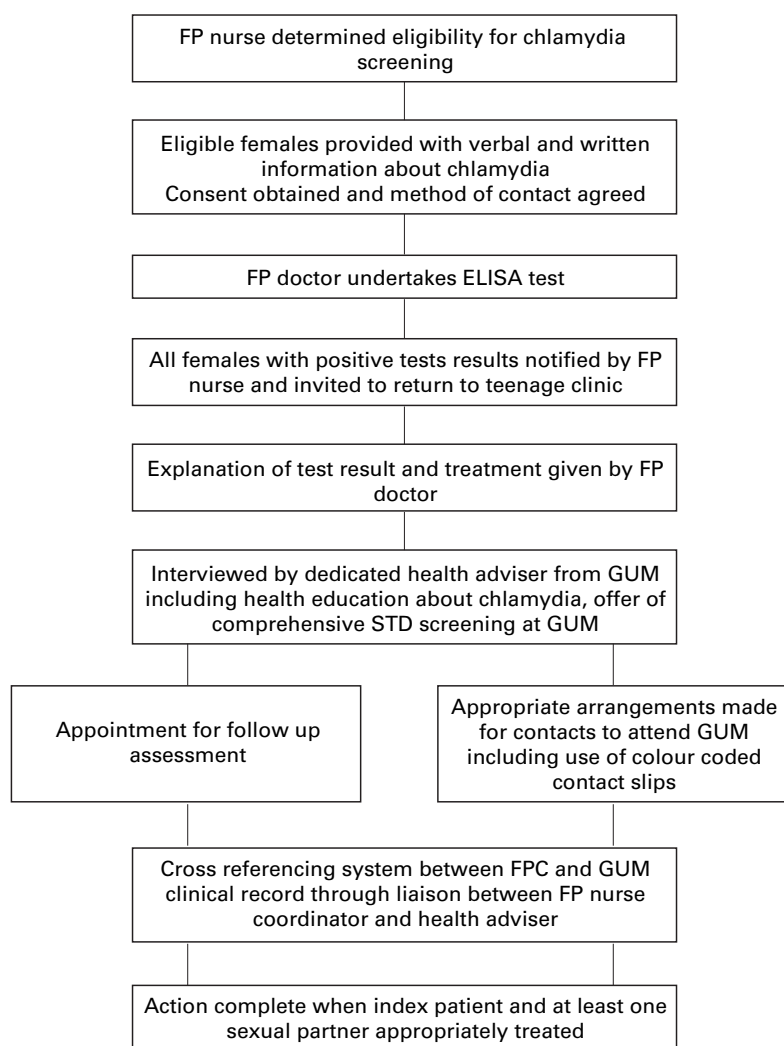 FP nurse determined eligibility for chlamydia
screening
Eligible females provided with verbal and written
information about chlamydia
Consent obtained and method of contact agreed
FP doctor undertakes ELISA test
All females with positive tests results notified by FP
nurse and invited to return to teenage clinic
Explanation of test result and treatment given by FP
doctor
Interviewed by dedicated health adviser from GUM
including health education about chlamydia, offer of
comprehensive STD screening at GUM
Appointment for follow up
assessment
Appropriate arrangements made
for contacts to attend GUM
including use of colour coded
contact slips
Cross referencing system between FPC and GUM
clinical record through liaison between FP nurse
coordinator and health adviser
Action complete when index patient and at least one
sexual partner appropriately treated